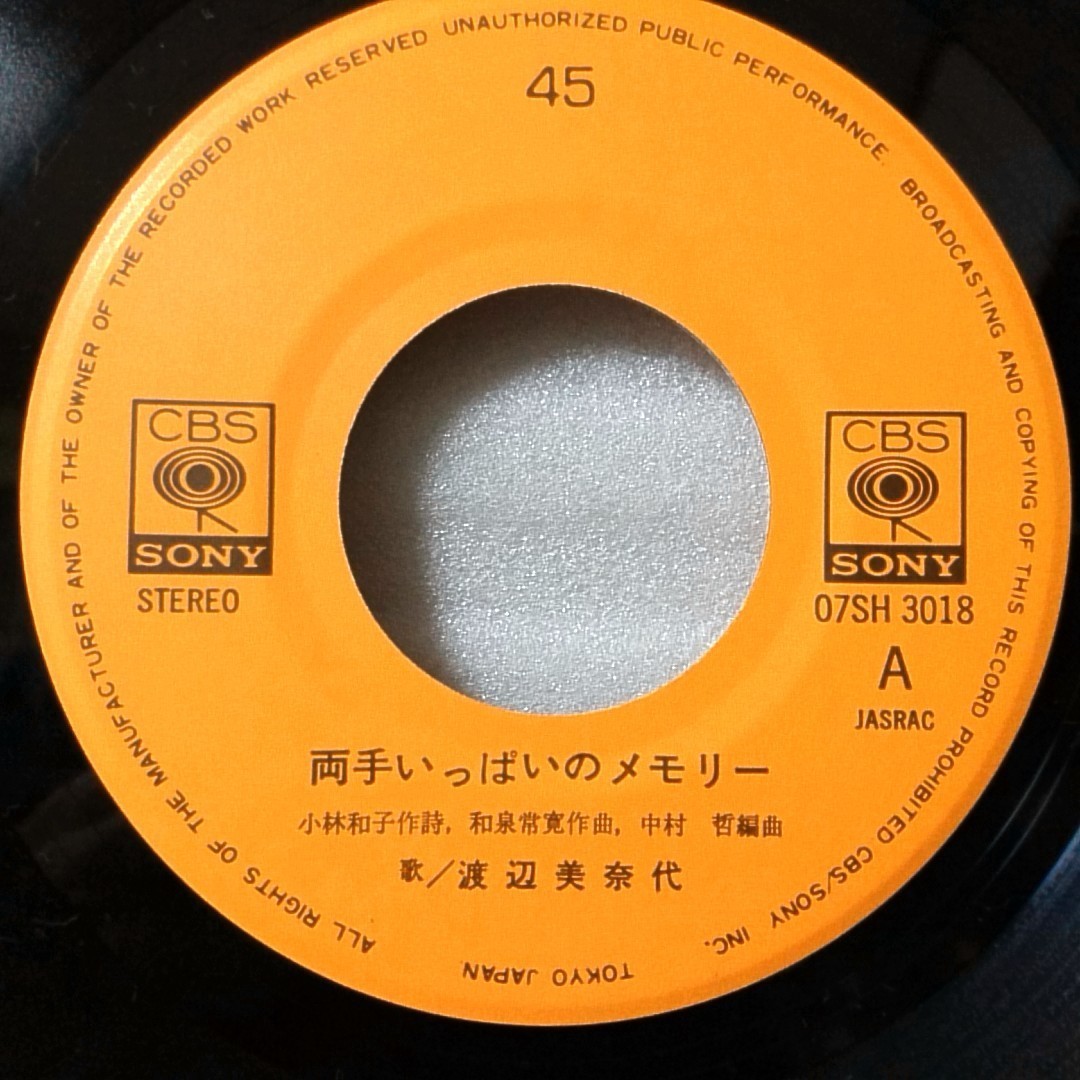 ALL RIGHTS OF THE MANUFACTURER AND OF THE OWNER OF THE RECORDED WORK RESERVED UNAUTHORIZED PUBLIC PERFORMANCE. BROADCASTING AND COPYING OF THIS RECORD PROHIBITED CBS/SONY INC.
TOKYO JAPAN
45
CBS
SONY
STEREO
CBS
SONY
07SH 3018
A
JASRAC
両手いっぱいのメモリー
小林和子作詩, 和泉常寛作曲, 中村 哲編曲
歌/渡辺美奈代